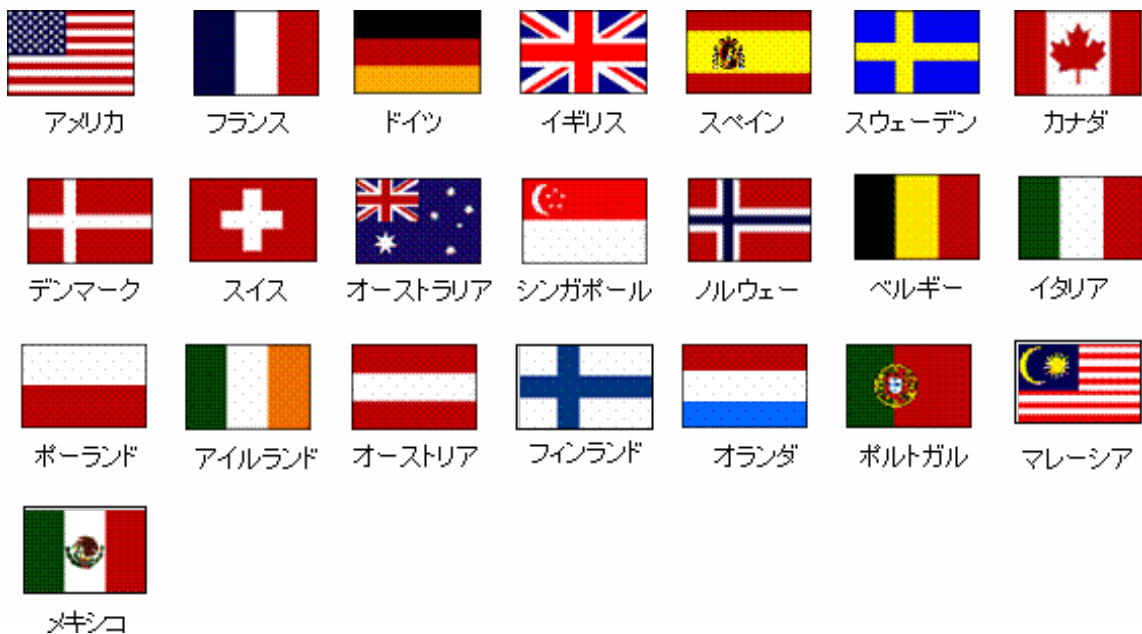 アメリカ フランス ドイツ イギリス スペイン スウェーデン カナダ
デンマーク スイス オーストラリア シンガポール ノルウェー ベルギー イタリア
ポーランド アイルランド オーストリア フィンランド オランダ ポルトガル マレーシア
メキシコ